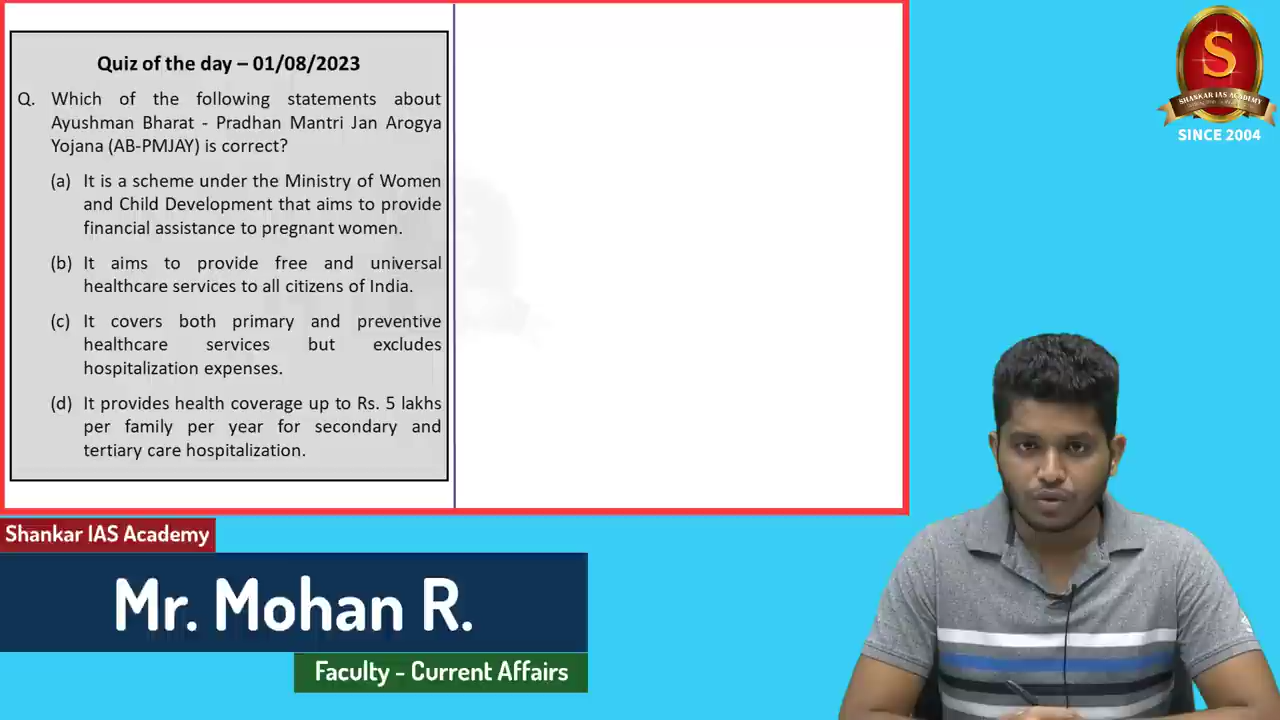 Quiz of the day – 01/08/2023
Q. Which of the following statements about
Ayushman Bharat - Pradhan Mantri Jan Arogya
Yojana (AB-PMJAY) is correct?
(a) It is a scheme under the Ministry of Women
and Child Development that aims to provide
financial assistance to pregnant women.
(b) It aims to provide free and universal
healthcare services to all citizens of India.
(c) It covers both primary and preventive
healthcare services but excludes
hospitalization expenses.
(d) It provides health coverage up to Rs. 5 lakhs
per family per year for secondary and
tertiary care hospitalization.
S
SHANKAR IAS ACADEMY
SINCE 2004
Shankar IAS Academy
Mr. Mohan R.
Faculty - Current Affairs